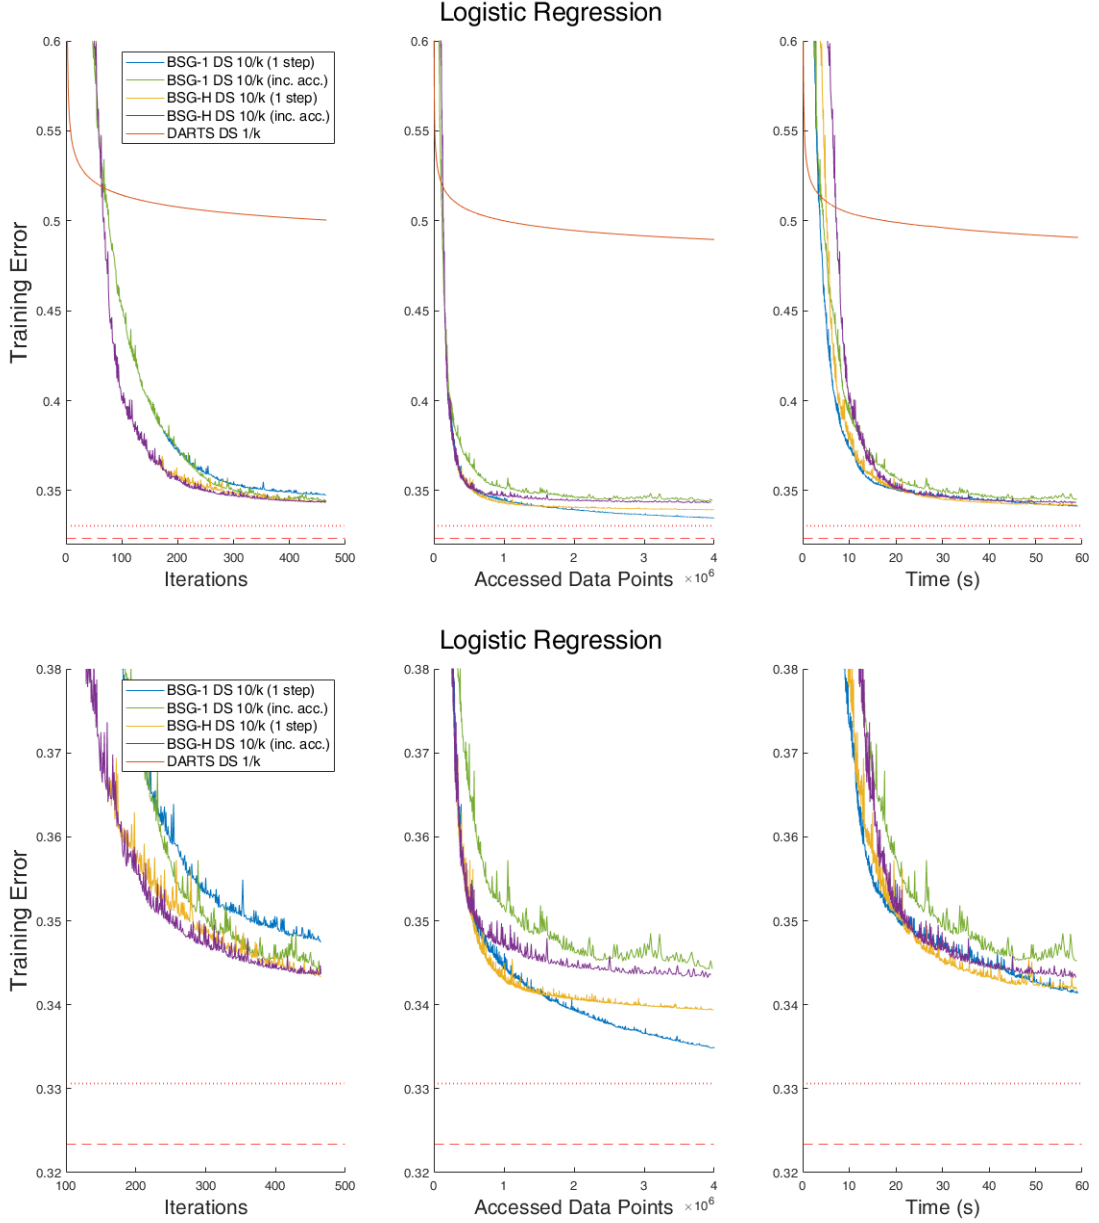 Logistic Regression
0.6
0.55
0.5
0.45
0.4
0.35
Training Error
BSG-1 DS 10/k (1 step)
BSG-1 DS 10/k (inc. acc.)
BSG-H DS 10/k (1 step)
BSG-H DS 10/k (inc. acc.)
DARTS DS 1/k
0 100 200 300 400 500
Iterations
0.6
0.55
0.5
0.45
0.4
0.35
0 1 2 3 4
Accessed Data Points ×10^6
0.6
0.55
0.5
0.45
0.4
0.35
0 10 20 30 40 50 60
Time (s)
Logistic Regression
0.38
0.37
0.36
0.35
0.34
0.33
0.32
Training Error
BSG-1 DS 10/k (1 step)
BSG-1 DS 10/k (inc. acc.)
BSG-H DS 10/k (1 step)
BSG-H DS 10/k (inc. acc.)
DARTS DS 1/k
100 200 300 400 500
Iterations
0.38
0.37
0.36
0.35
0.34
0.33
0.32
0 1 2 3 4
Accessed Data Points ×10^6
0.38
0.37
0.36
0.35
0.34
0.33
0.32
0 10 20 30 40 50 60
Time (s)